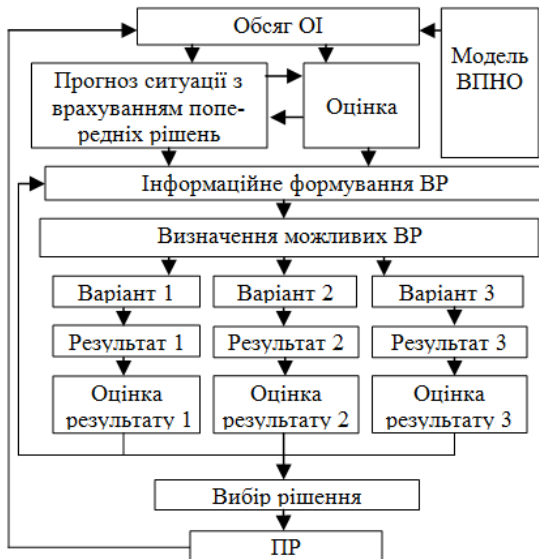 Обсяг ОІ
Модель
ВПНО
Прогноз ситуації з
врахуванням попе-
редніх рішень
Оцінка
Інформаційне формування ВР
Визначення можливих ВР
Варіант 1
Варіант 2
Варіант 3
Результат 1
Результат 2
Результат 3
Оцінка
результату 1
Оцінка
результату 2
Оцінка
результату 3
Вибір рішення
ПР